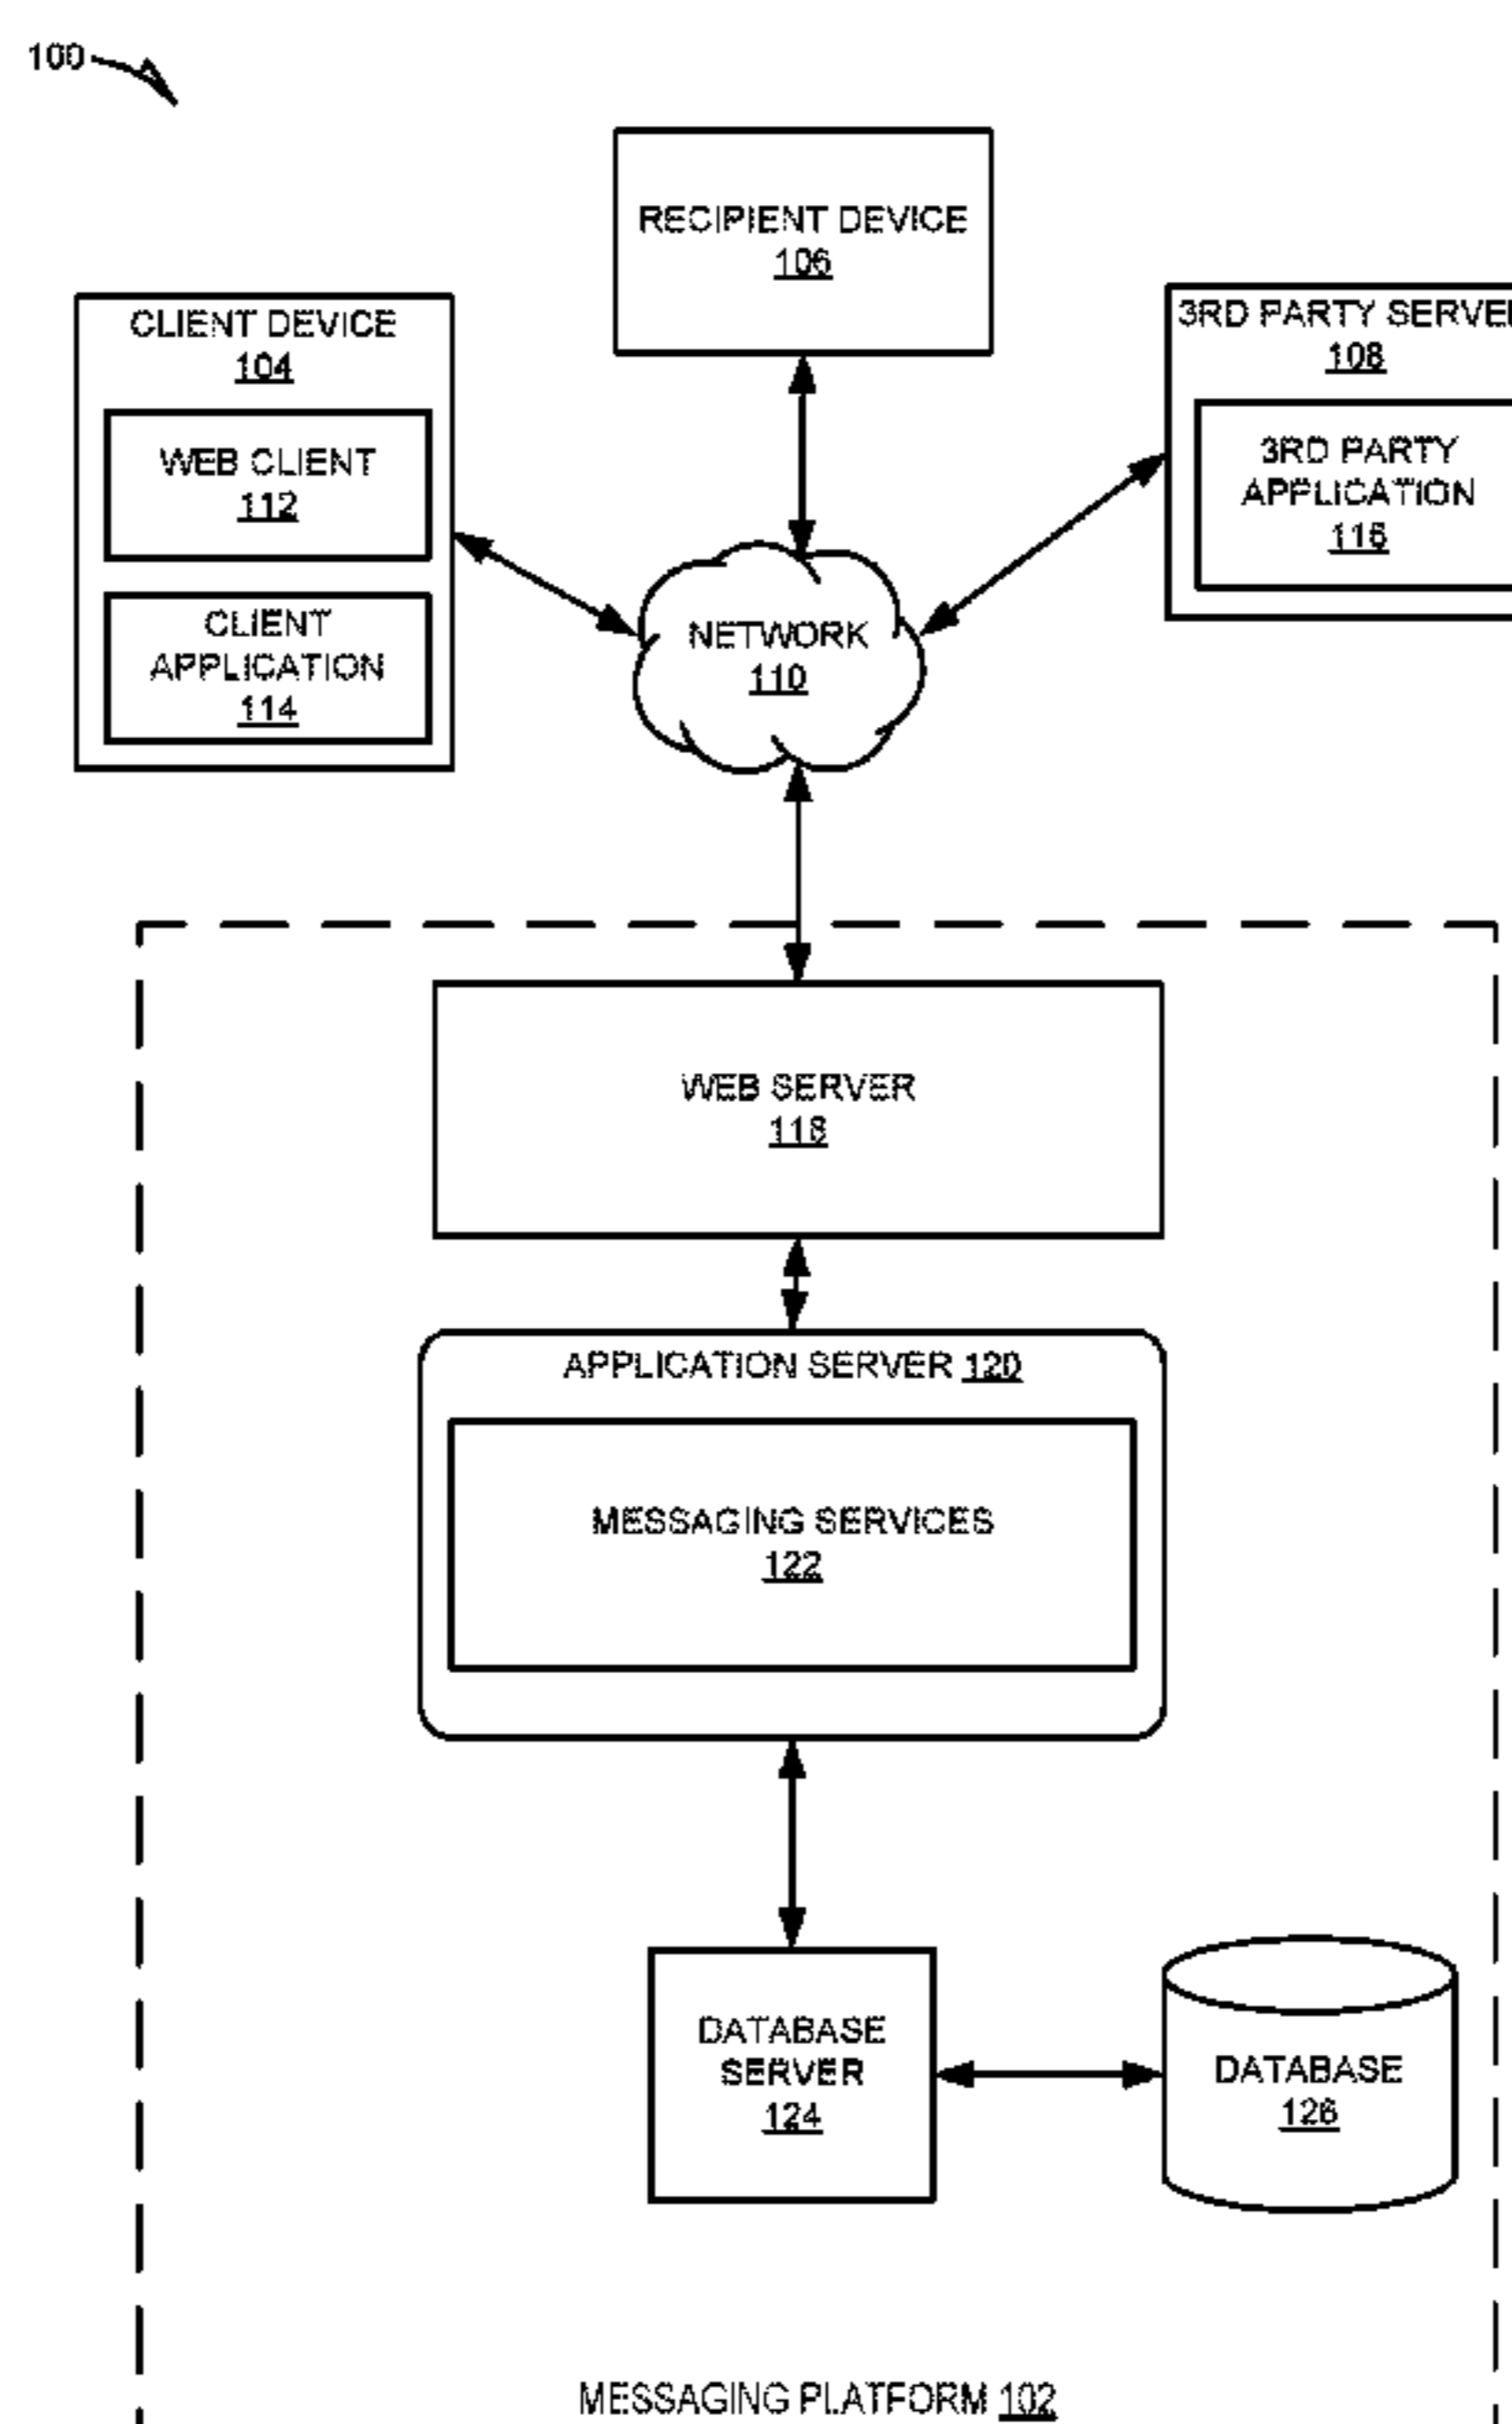 100
RECIPIENT DEVICE
106
CLIENT DEVICE
104
WEB CLIENT
112
CLIENT
APPLICATION
114
3RD PARTY SERVER
108
3RD PARTY
APPLICATION
116
NETWORK
110
WEB SERVER
118
APPLICATION SERVER 120
MESSAGING SERVICES
122
DATABASE
SERVER
124
DATABASE
126
MESSAGING PLATFORM 102